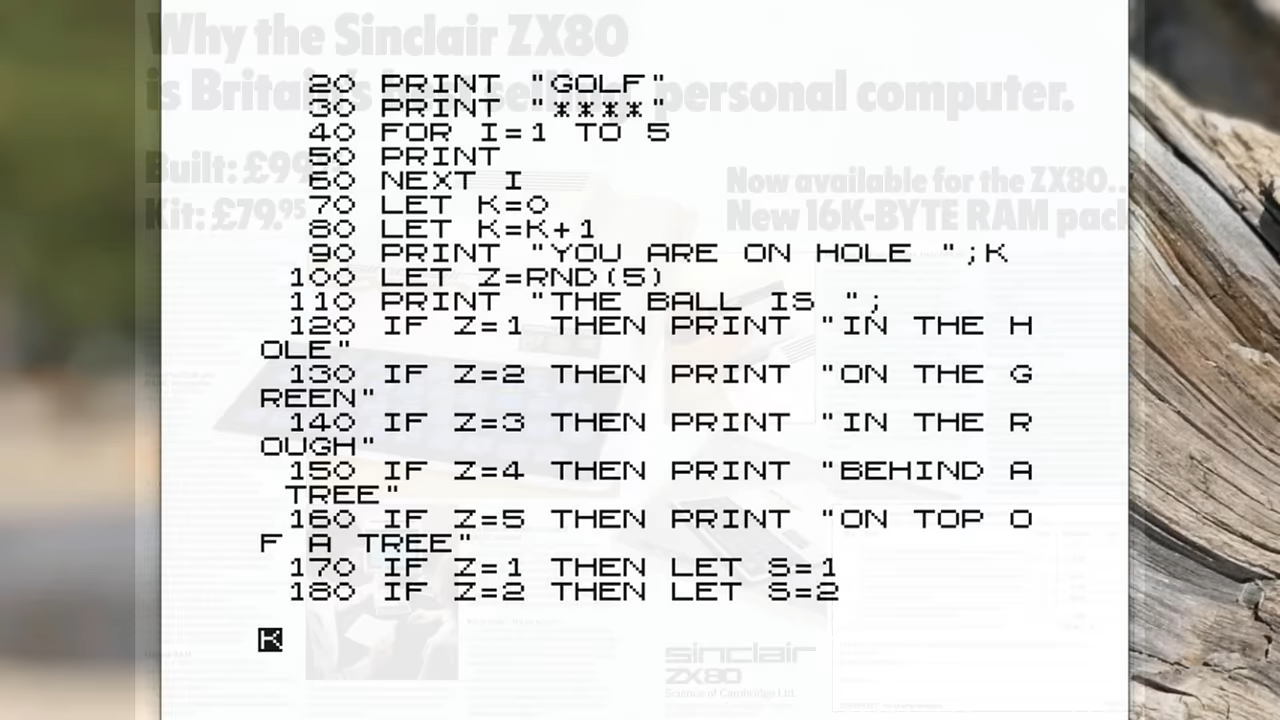 Why the Sinclair ZX80
is Britain's best selling personal computer.
Built: £99
Kit: £79.95
Now available for the ZX80...
New 16K-BYTE RAM pack
20 PRINT "GOLF"
30 PRINT "****"
40 FOR I=1 TO 5
50 PRINT
60 NEXT I
70 LET K=0
80 LET K=K+1
90 PRINT "YOU ARE ON HOLE ";K
100 LET Z=RND(5)
110 PRINT "THE BALL IS ";
120 IF Z=1 THEN PRINT "IN THE H
OLE"
130 IF Z=2 THEN PRINT "ON THE G
REEN"
140 IF Z=3 THEN PRINT "IN THE R
OUGH"
150 IF Z=4 THEN PRINT "BEHIND A
TREE"
160 IF Z=5 THEN PRINT "ON TOP O
F A TREE"
170 IF Z=1 THEN LET S=1
180 IF Z=2 THEN LET S=2
K
sinclair
ZX80
Science of Cambridge Ltd.